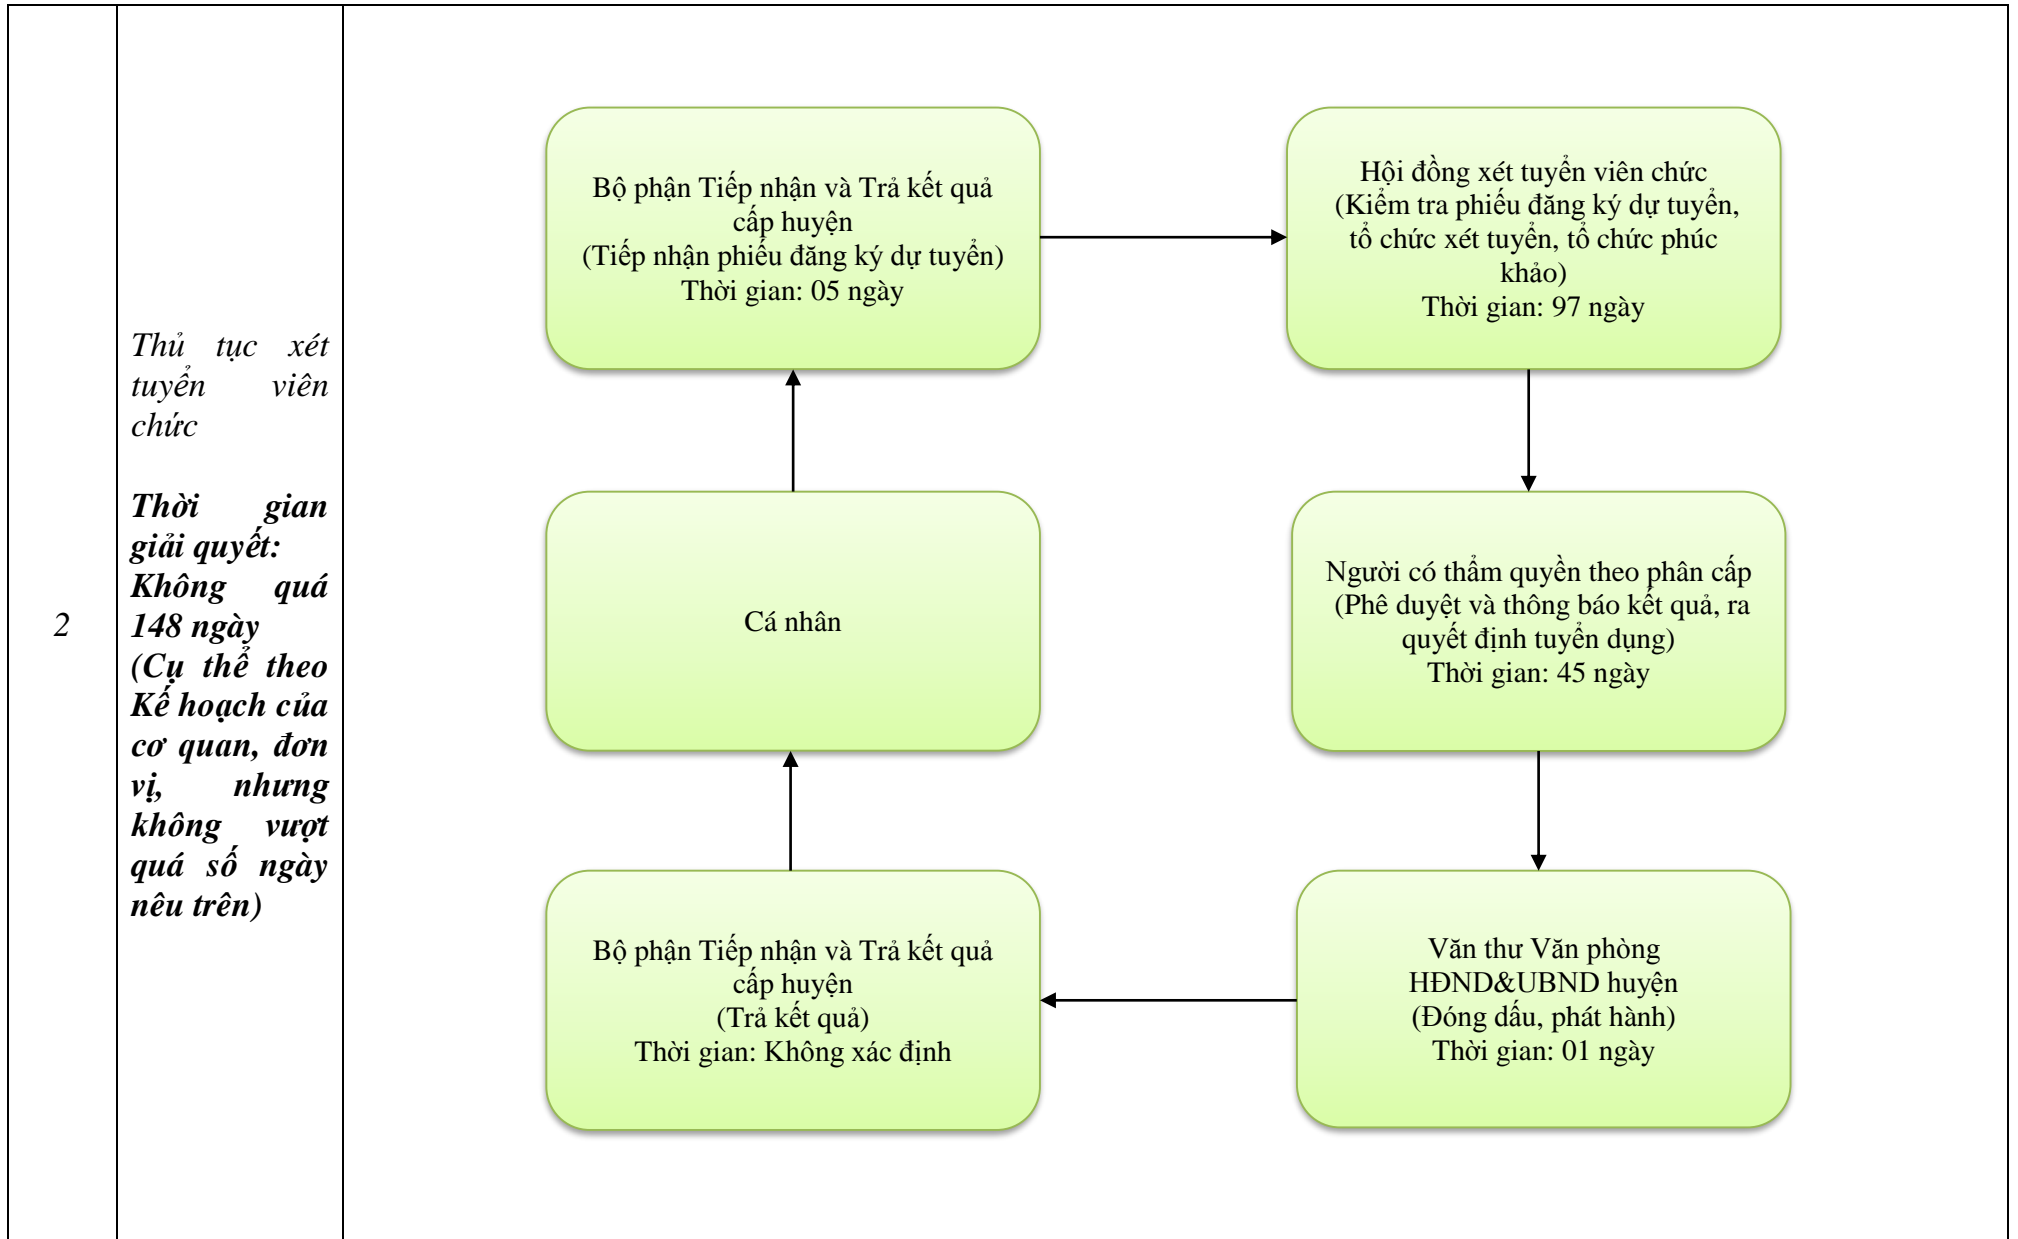 2
Thủ tục xét
tuyển viên
chức
Thời gian
giải quyết:
Không quá
148 ngày
(Cụ thể theo
Kế hoạch của
cơ quan, đơn
vị, nhưng
không vượt
quá số ngày
nêu trên)
Bộ phận Tiếp nhận và Trả kết quả
cấp huyện
(Tiếp nhận phiếu đăng ký dự tuyển)
Thời gian: 05 ngày
Hội đồng xét tuyển viên chức
(Kiểm tra phiếu đăng ký dự tuyển,
tổ chức xét tuyển, tổ chức phúc
khảo)
Thời gian: 97 ngày
Cá nhân
Người có thẩm quyền theo phân cấp
(Phê duyệt và thông báo kết quả, ra
quyết định tuyển dụng)
Thời gian: 45 ngày
Bộ phận Tiếp nhận và Trả kết quả
cấp huyện
(Trả kết quả)
Thời gian: Không xác định
Văn thư Văn phòng
HĐND&UBND huyện
(Đóng dấu, phát hành)
Thời gian: 01 ngày